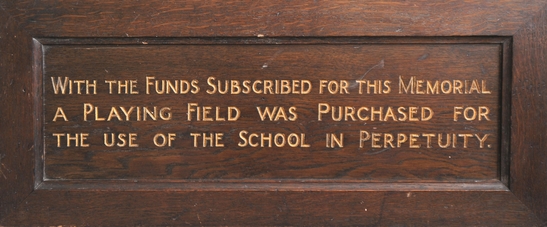 WITH THE FUNDS SUBSCRIBED FOR THIS MEMORIAL
A PLAYING FIELD WAS PURCHASED FOR
THE USE OF THE SCHOOL IN PERPETUITY.